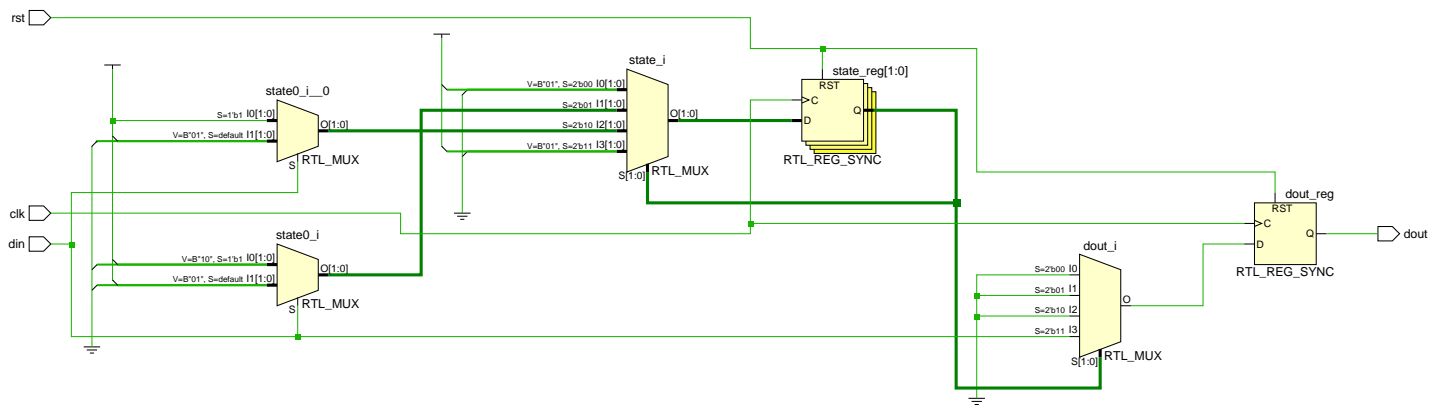 rst
state_i
state_reg[1:0]
V=B"01", S=2'b00 I0[1:0]
S=2'b01 I1[1:0]
S=2'b10 I2[1:0]
V=B"01", S=2'b11 I3[1:0]
O[1:0]
S[1:0]
RTL_MUX
RST
C
D
Q
RTL_REG_SYNC
state0_i__0
S=1'b1 I0[1:0]
V=B"01", S=default I1[1:0]
O[1:0]
S
RTL_MUX
clk
din
state0_i
V=B"10", S=1'b1 I0[1:0]
V=B"01", S=default I1[1:0]
O[1:0]
S
RTL_MUX
dout_i
S=2'b00 I0
S=2'b01 I1
S=2'b10 I2
S=2'b11 I3
O
S[1:0]
RTL_MUX
dout_reg
RST
C
D
Q
RTL_REG_SYNC
dout